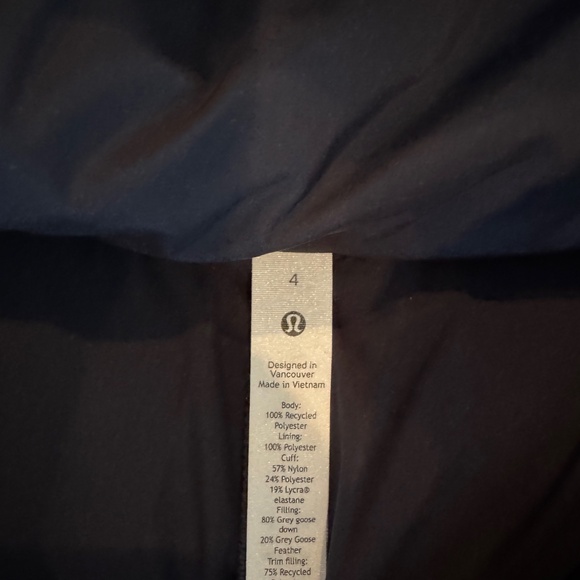 4
Designed in
Vancouver
Made in Vietnam
Body:
100% Recycled
Polyester
Lining:
100% Polyester
Cuff:
57% Nylon
24% Polyester
19% Lycra®
elastane
Filling:
80% Grey goose
down
20% Grey Goose
Feather
Trim filling:
75% Recycled